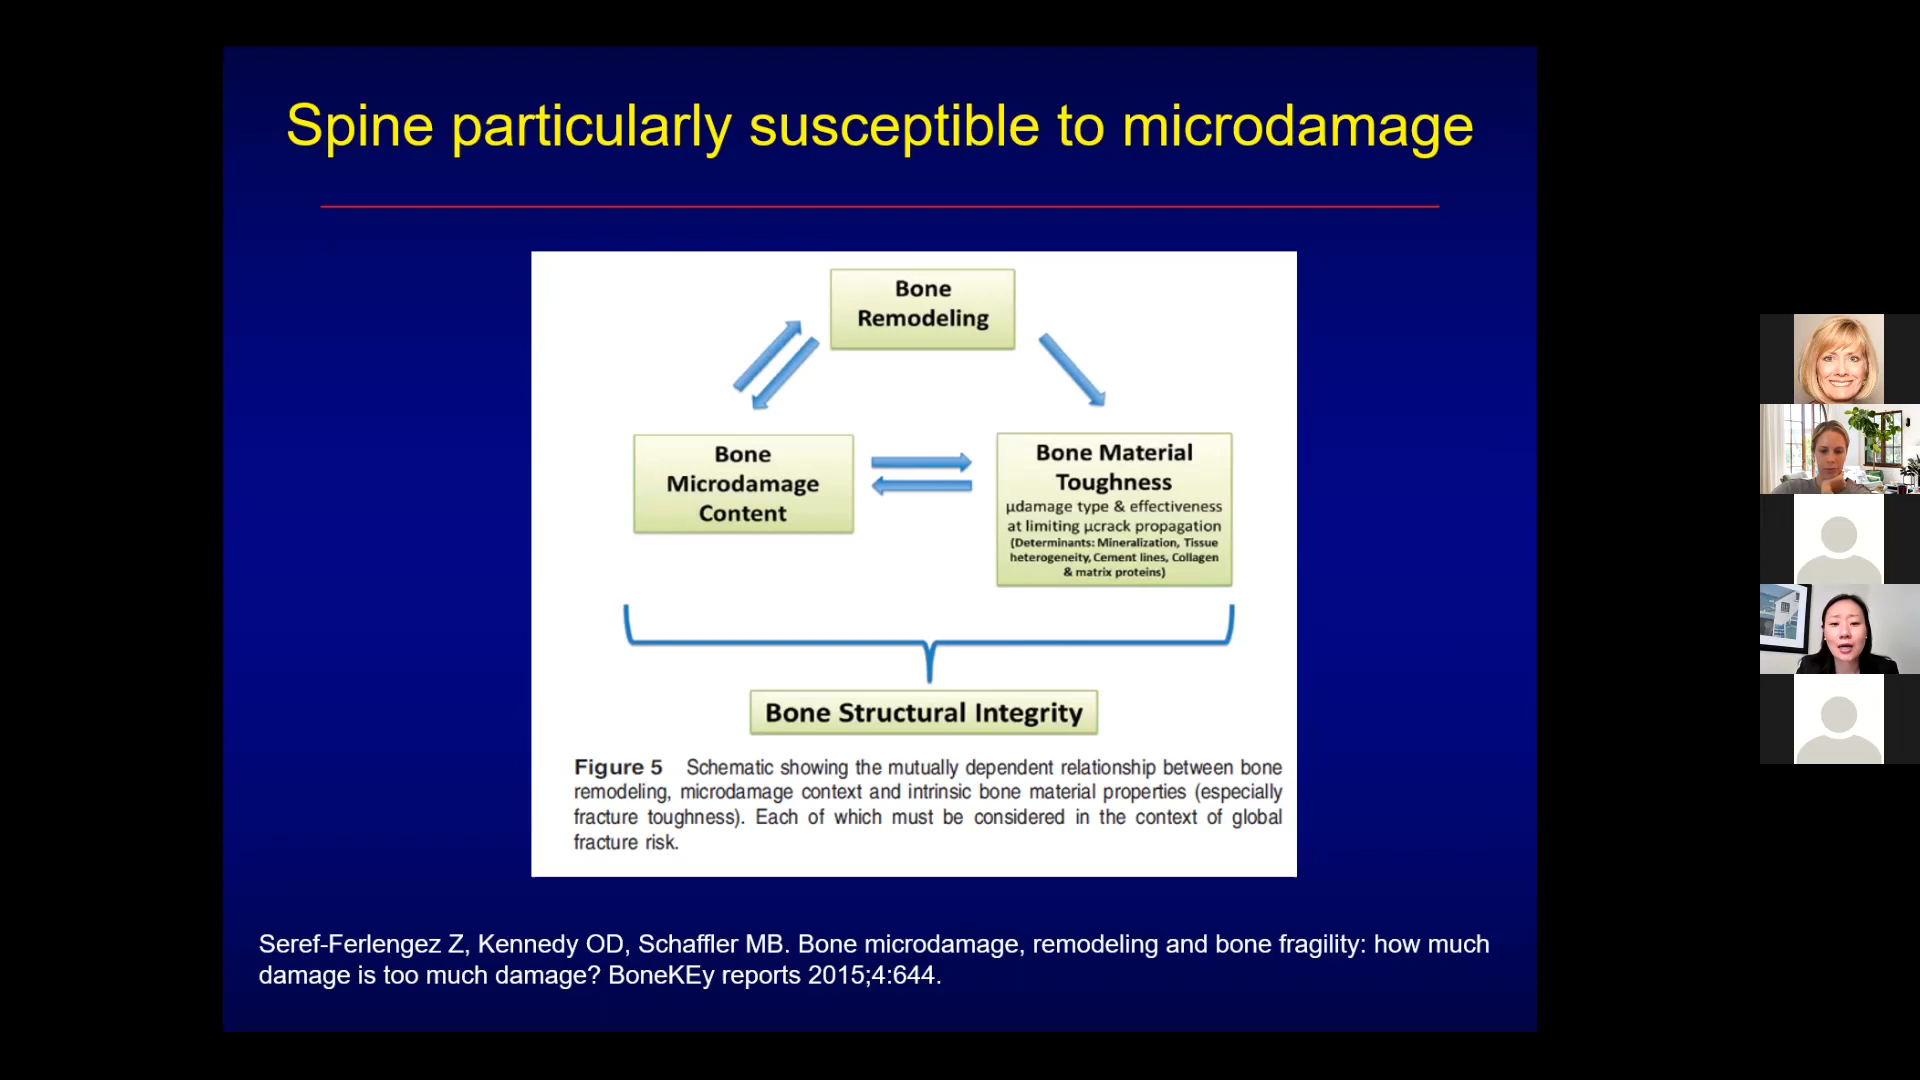 Spine particularly susceptible to microdamage
Bone
Remodeling
Bone
Microdamage
Content
Bone Material
Toughness
µdamage type & effectiveness
at limiting µcrack propagation
(Determinants: Mineralization, Tissue
heterogeneity, Cement lines, Collagen
& matrix proteins)
Bone Structural Integrity
Figure 5 Schematic showing the mutually dependent relationship between bone
remodeling, microdamage context and intrinsic bone material properties (especially
fracture toughness). Each of which must be considered in the context of global
fracture risk.
Seref-Ferlengez Z, Kennedy OD, Schaffler MB. Bone microdamage, remodeling and bone fragility: how much
damage is too much damage? BoneKEy reports 2015;4:644.